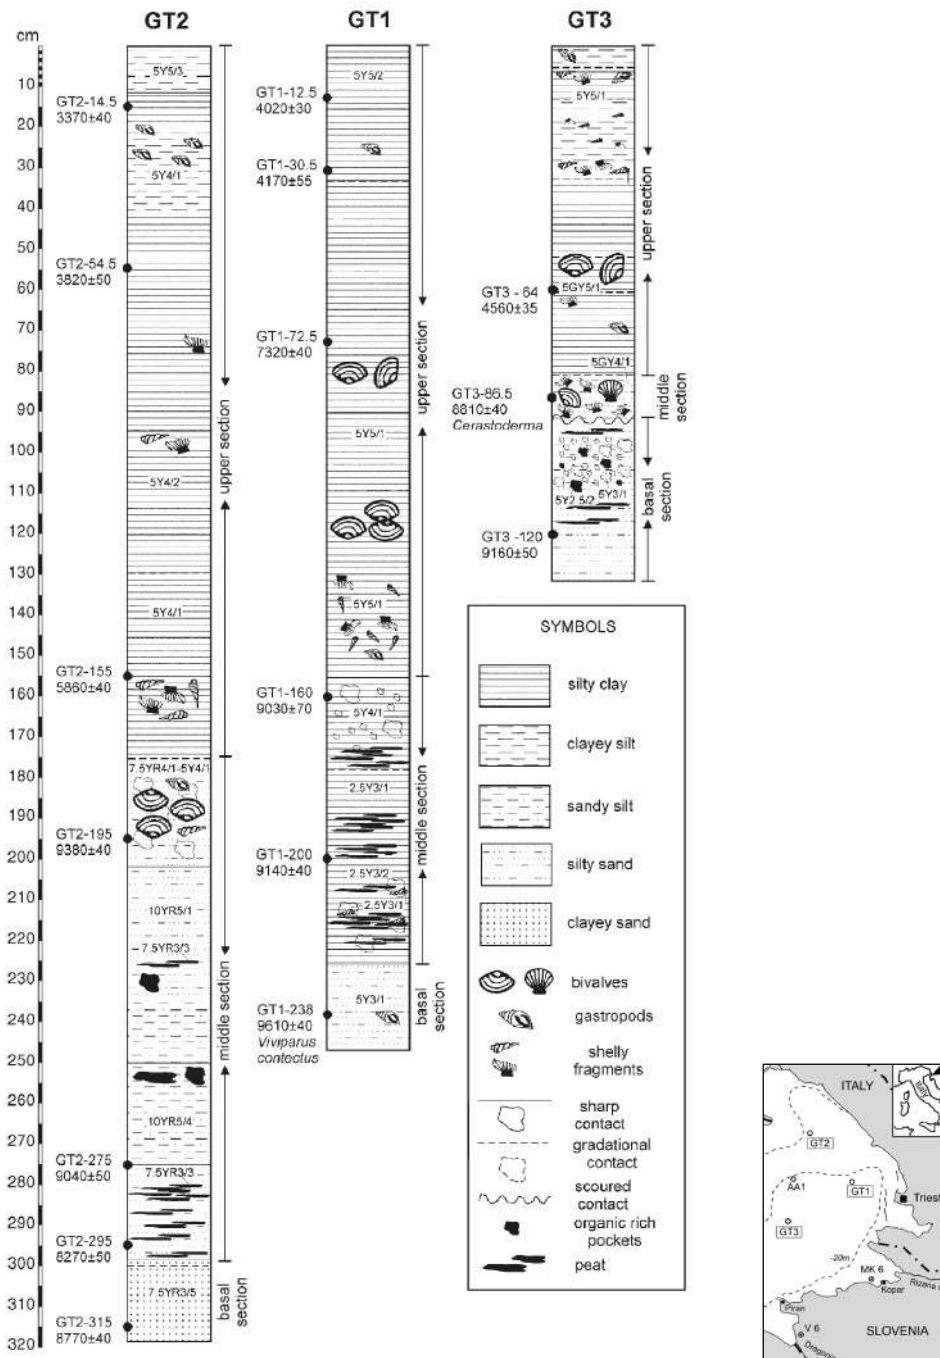 GT2
GT1
GT3
cm
10
20
30
40
50
60
70
80
90
100
110
120
130
140
150
160
170
180
190
200
210
220
230
240
250
260
270
280
290
300
310
320
GT2-14.5
3370±40
GT2-54.5
3820±50
GT2-155
5860±40
GT2-195
9380±40
GT2-275
9040±50
GT2-295
8270±50
GT2-315
8770±40
5Y5/3
5Y4/1
5Y4/2
5Y4/1
7.5YR4/1-5Y4/1
10YR5/1
7.5YR3/3
10YR5/4
7.5YR3/3
7.5YR3/5
upper section
middle section
basal
section
GT1-12.5
4020±30
GT1-30.5
4170±55
GT1-72.5
7320±40
GT1-160
9030±70
GT1-200
9140±40
GT1-238
9610±40
Viviparus
contectus
5Y5/2
5Y5/1
5Y5/1
5Y4/1
2.5Y3/1
2.5Y3/2
2.5Y3/1
5Y3/1
upper section
middle section
basal
section
GT3 - 64
4560±35
GT3-86.5
8810±40
Cerastoderma
GT3 -120
9160±50
5Y5/1
5GY5/1
5GY4/1
5Y2.5/2
5Y3/1
upper section
middle
section
basal
section
SYMBOLS
silty clay
clayey silt
sandy silt
silty sand
clayey sand
bivalves
gastropods
shelly
fragments
sharp
contact
gradational
contact
scoured
contact
organic rich
pockets
peat
ITALY
GT2
AA1
GT1
Triest
GT3
-20m
MK 6
Kopar
Rizana
Piran
V 6
SLOVENIA